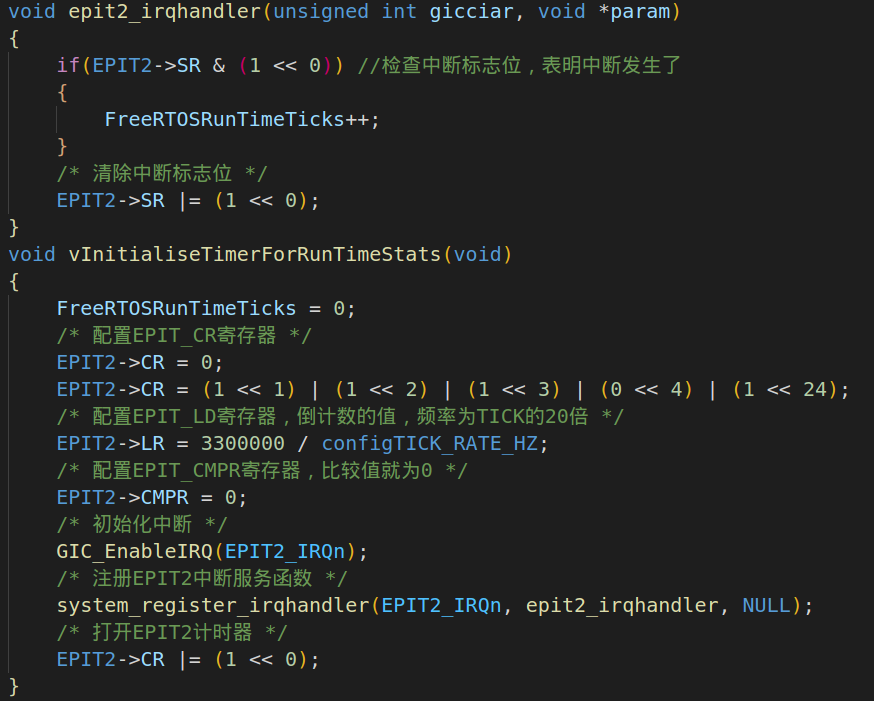 void epit2_irqhandler(unsigned int gicciar, void *param)
{
    if(EPIT2->SR & (1 << 0)) //检查中断标志位，表明中断发生了
    {
        FreeRTOSRunTimeTicks++;
    }
    /* 清除中断标志位 */
    EPIT2->SR |= (1 << 0);
}
void vInitialiseTimerForRunTimeStats(void)
{
    FreeRTOSRunTimeTicks = 0;
    /* 配置EPIT_CR寄存器 */
    EPIT2->CR = 0;
    EPIT2->CR = (1 << 1) | (1 << 2) | (1 << 3) | (0 << 4) | (1 << 24);
    /* 配置EPIT_LD寄存器，倒计数的值，频率为TICK的20倍 */
    EPIT2->LR = 3300000 / configTICK_RATE_HZ;
    /* 配置EPIT_CMPR寄存器，比较值就为0 */
    EPIT2->CMPR = 0;
    /* 初始化中断 */
    GIC_EnableIRQ(EPIT2_IRQn);
    /* 注册EPIT2中断服务函数 */
    system_register_irqhandler(EPIT2_IRQn, epit2_irqhandler, NULL);
    /* 打开EPIT2计时器 */
    EPIT2->CR |= (1 << 0);
}